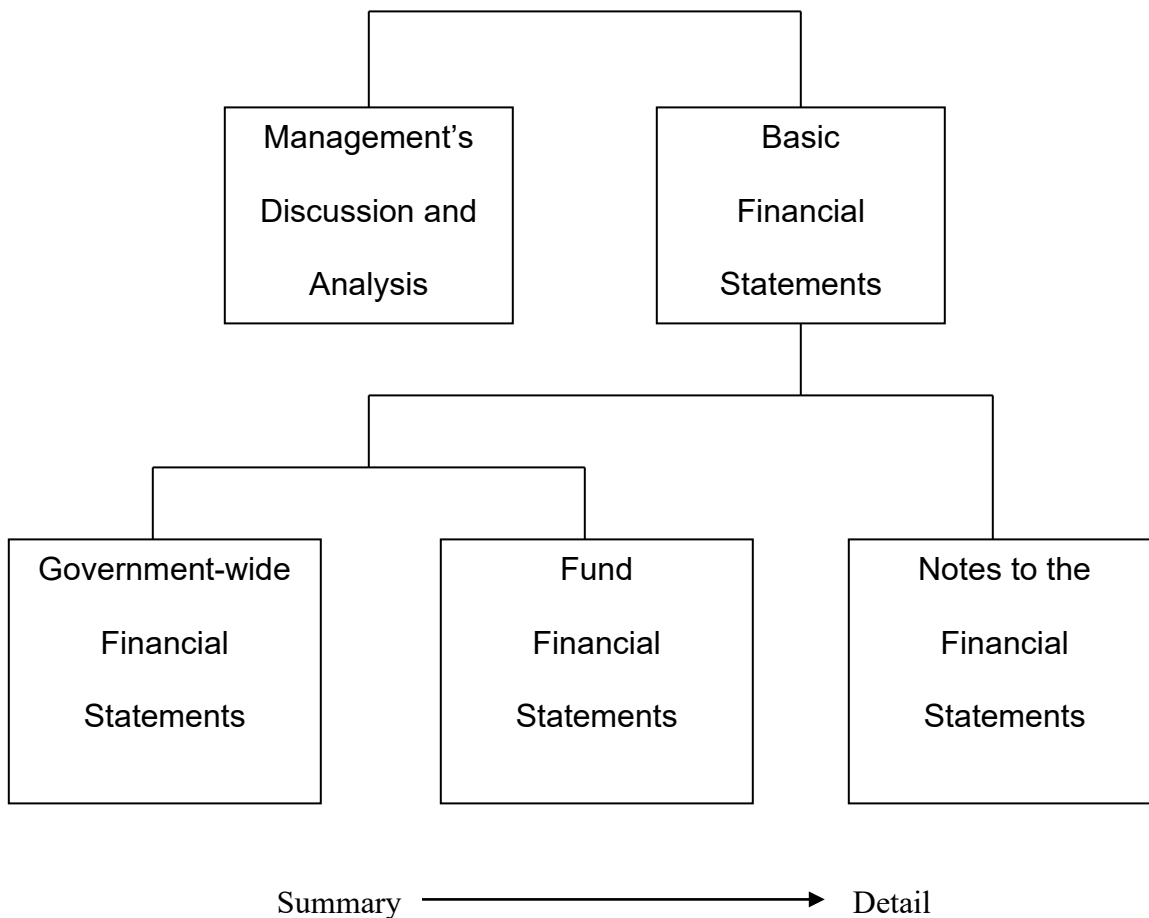 Management’s
Discussion and
Analysis
Basic
Financial
Statements
Government-wide
Financial
Statements
Fund
Financial
Statements
Notes to the
Financial
Statements
Summary
Detail